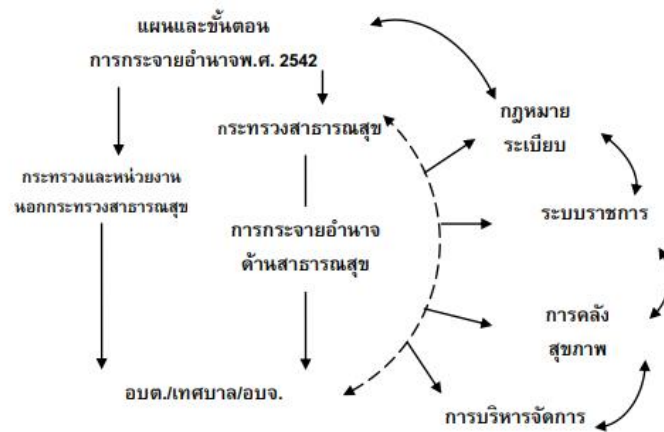 แผนและขั้นตอน
การกระจายอำนาจพ.ศ. 2542
กฎหมาย
ระเบียบ
กระทรวงสาธารณสุข
กระทรวงและหน่วยงาน
นอกกระทรวงสาธารณสุข
ระบบราชการ
การกระจายอำนาจ
ด้านสาธารณสุข
การคลัง
สุขภาพ
อบต./เทศบาล/อบจ.
การบริหารจัดการ